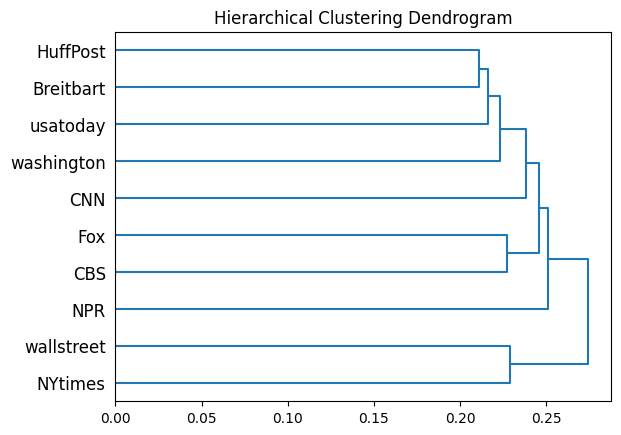 Hierarchical Clustering Dendrogram
HuffPost
Breitbart
usatoday
washington
CNN
Fox
CBS
NPR
wallstreet
NYtimes
0.00 0.05 0.10 0.15 0.20 0.25